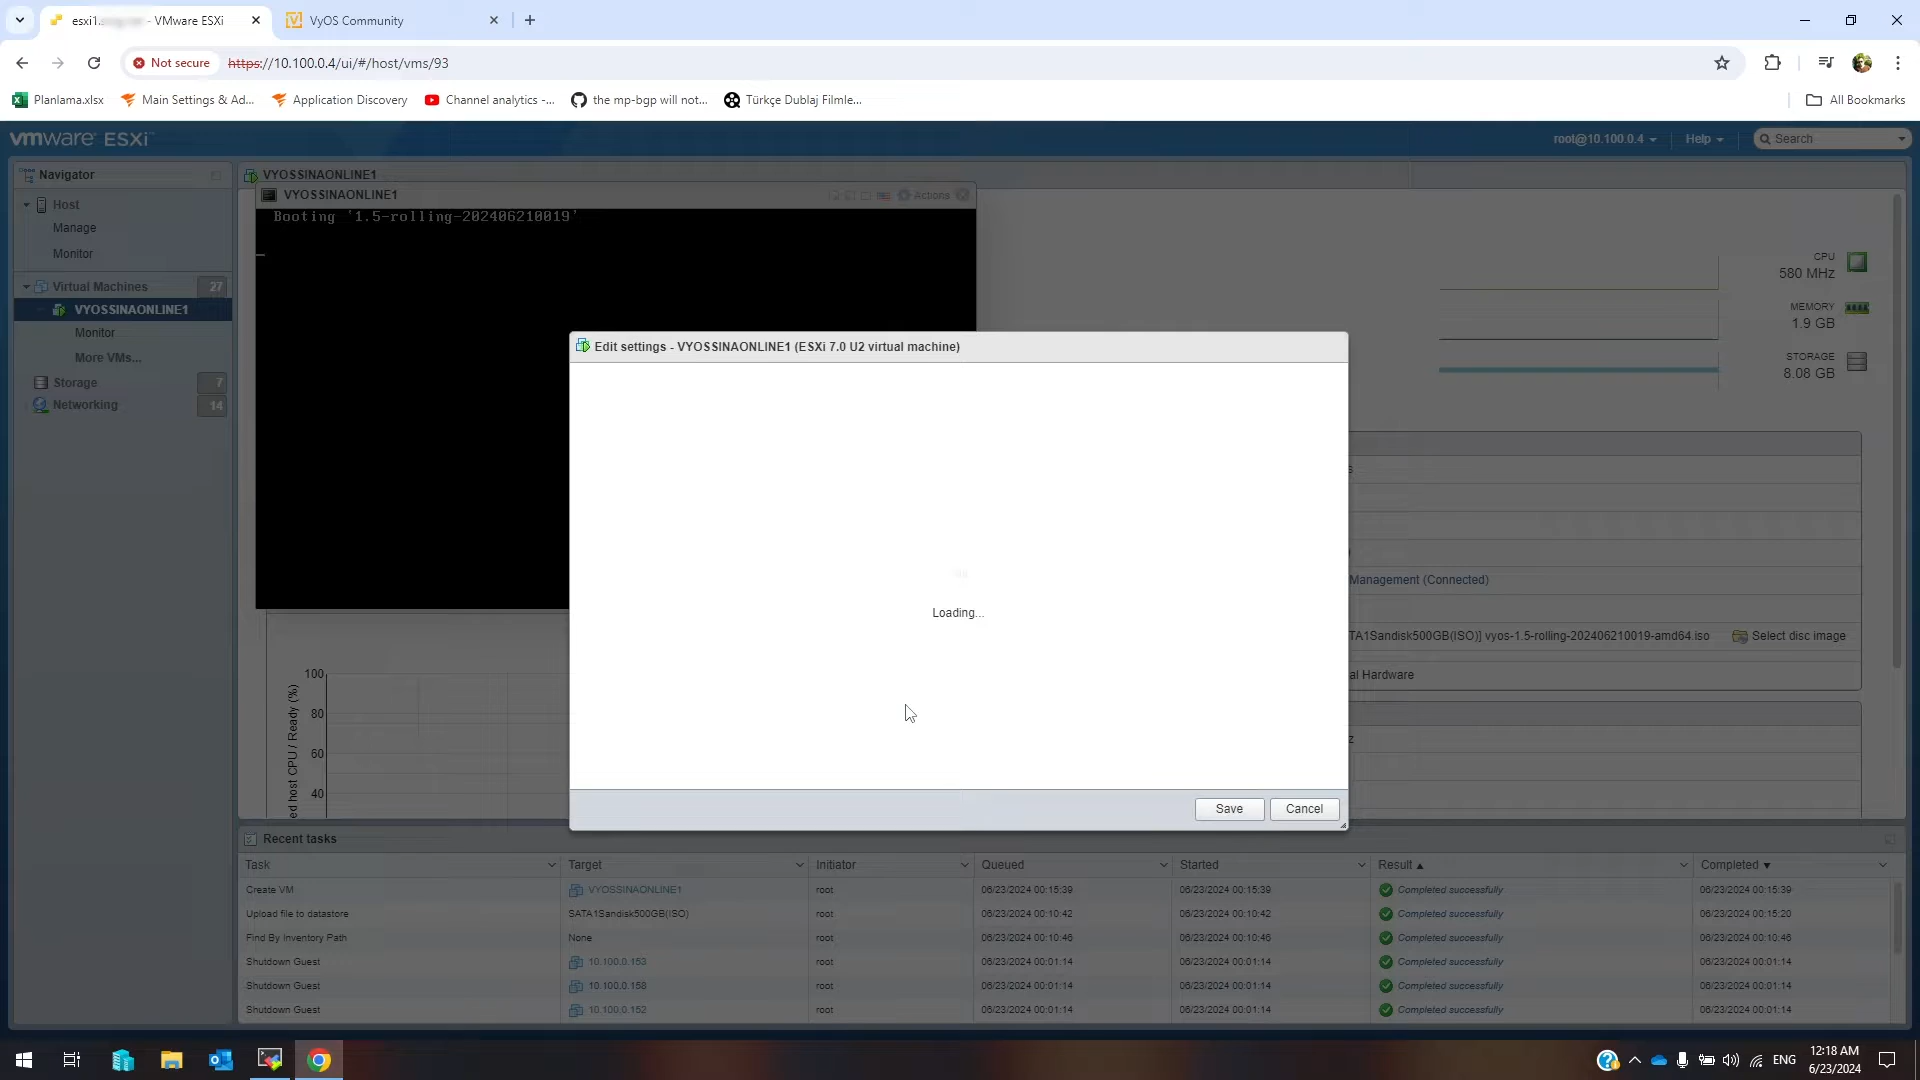 esxi1. - VMware ESXi
VyOS Community
Not secure
https://10.100.0.4/ui/#/host/vms/93
Planlama.xlsx
Main Settings & Ad...
Application Discovery
Channel analytics -...
the mp-bgp will not...
Türkçe Dublaj Filmle...
All Bookmarks
vmware ESXi
root@10.100.0.4
Help
Search
Navigator
Host
Manage
Monitor
Virtual Machines
27
VYOSSINAONLINE1
Monitor
More VMs...
Storage
7
Networking
14
VYOSSINAONLINE1
VYOSSINAONLINE1
Actions
Booting '1.5-rolling-202406210019'
CPU
580 MHz
MEMORY
1.9 GB
STORAGE
8.08 GB
Edit settings - VYOSSINAONLINE1 (ESXi 7.0 U2 virtual machine)
Loading...
Save
Cancel
Management (Connected)
TA1Sandisk500GB(ISO)] vyos-1.5-rolling-202406210019-amd64.iso
Select disc image
al Hardware
100
80
60
40
ed host CPU / Ready (%)
Recent tasks
Task Target Initiator Queued Started Result Completed
Create VM VYOSSINAONLINE1 root 06/23/2024 00:15:39 06/23/2024 00:15:39 Completed successfully 06/23/2024 00:15:39
Upload file to datastore SATA1Sandisk500GB(ISO) root 06/23/2024 00:10:42 06/23/2024 00:10:42 Completed successfully 06/23/2024 00:15:20
Find By Inventory Path None root 06/23/2024 00:10:46 06/23/2024 00:10:46 Completed successfully 06/23/2024 00:10:46
Shutdown Guest 10.100.0.153 root 06/23/2024 00:01:14 06/23/2024 00:01:14 Completed successfully 06/23/2024 00:01:14
Shutdown Guest 10.100.0.158 root 06/23/2024 00:01:14 06/23/2024 00:01:14 Completed successfully 06/23/2024 00:01:14
Shutdown Guest 10.100.0.152 root 06/23/2024 00:01:14 06/23/2024 00:01:14 Completed successfully 06/23/2024 00:01:14
ENG
12:18 AM
6/23/2024